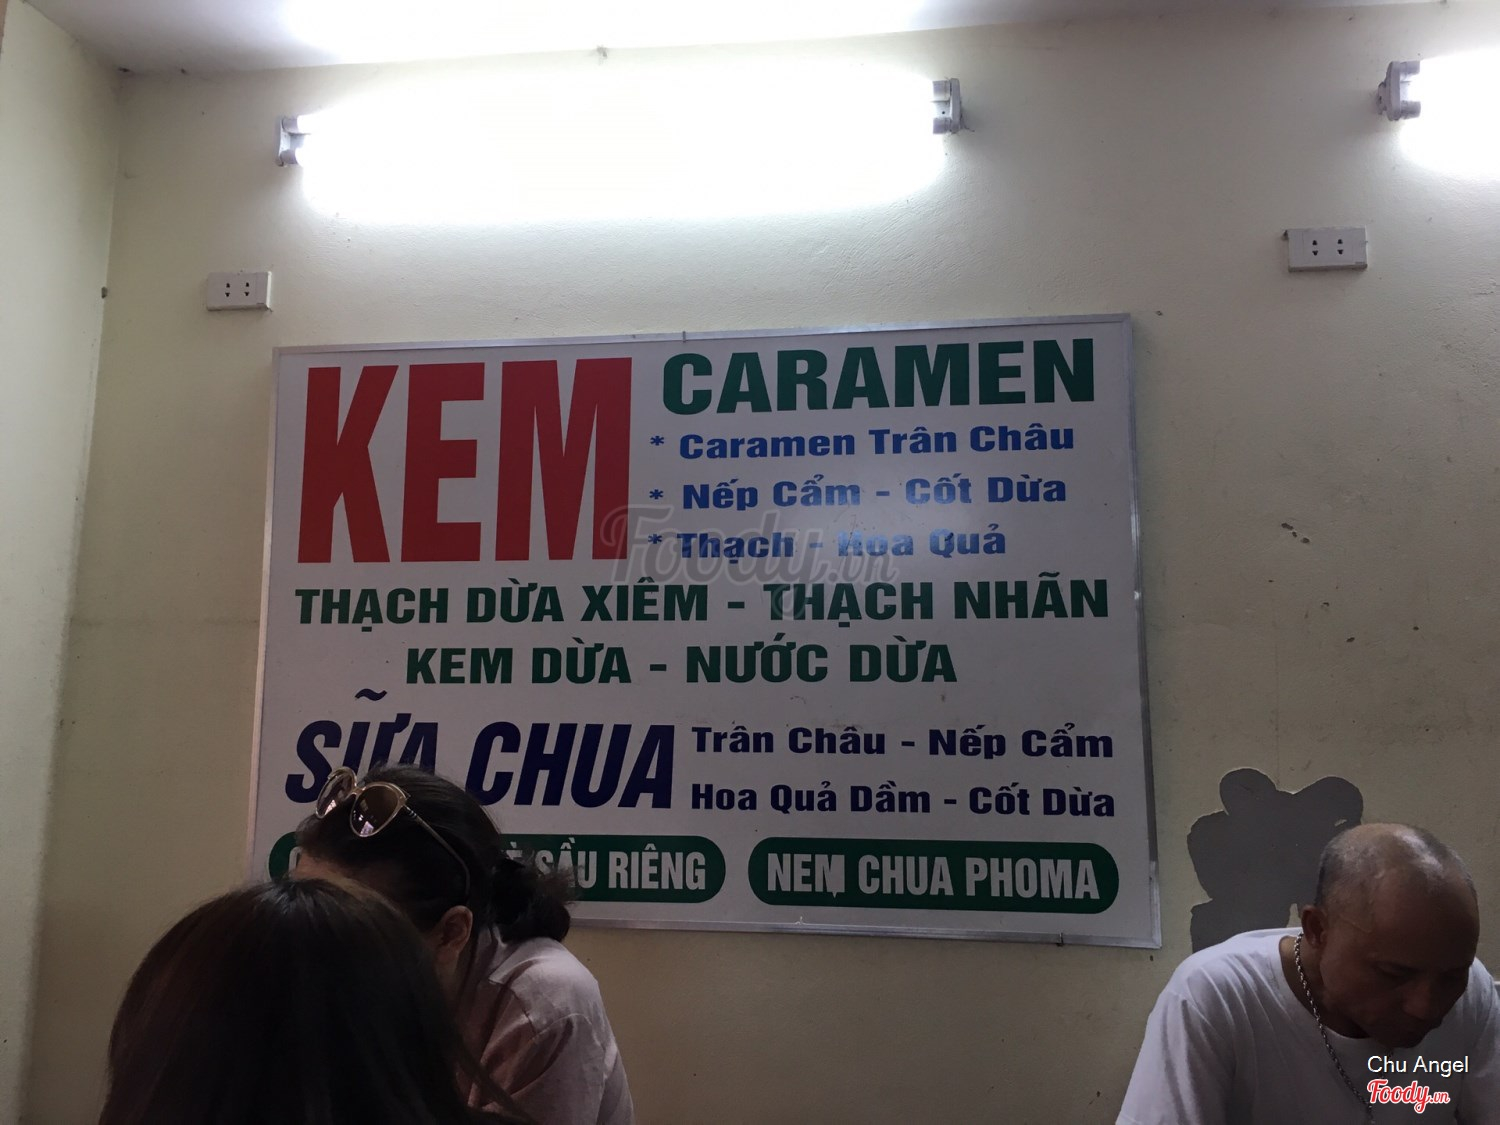 KEM
CARAMEN
* Caramen Trân Châu
* Nếp Cẩm - Cốt Dừa
* Thạch - Hoa Quả
THẠCH DỪA XIÊM - THẠCH NHÃN
KEM DỪA - NƯỚC DỪA
SỮA CHUA
Trân Châu - Nếp Cẩm
Hoa Quả Dầm - Cốt Dừa
SẦU RIÊNG
NEM CHUA PHOMA
Foody.vn
Chu Angel
Foody.vn